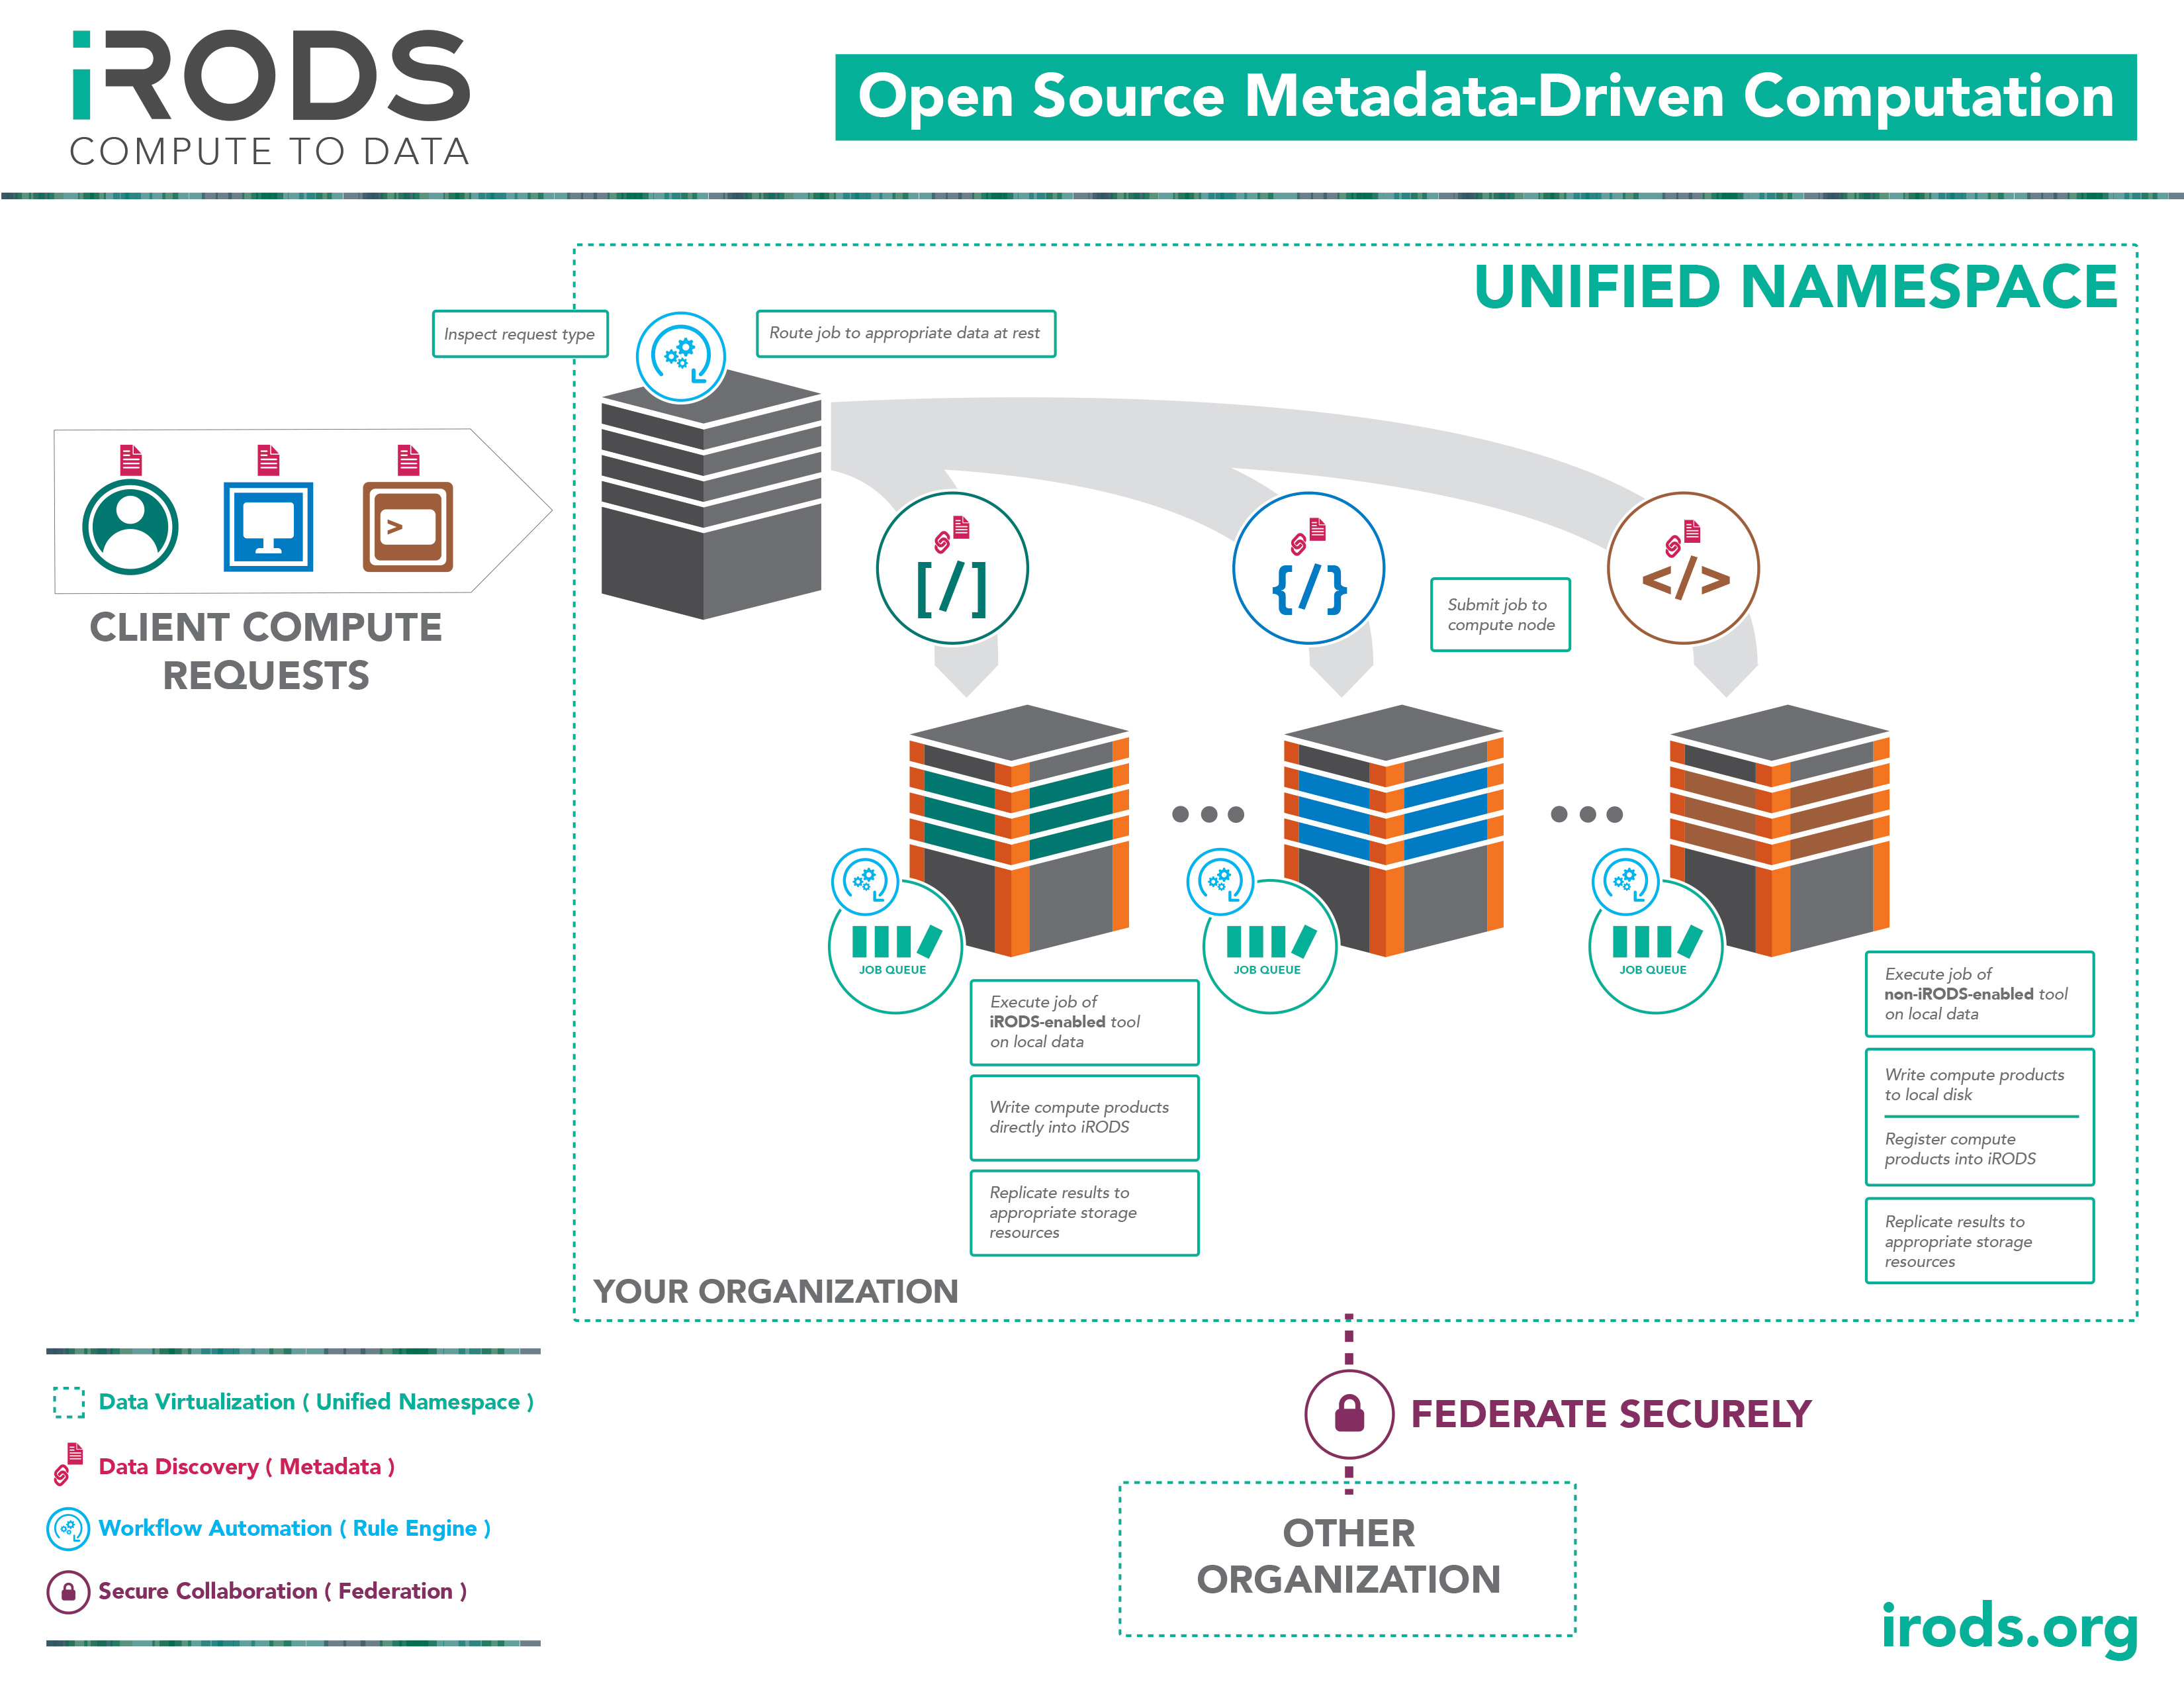 iRODS
COMPUTE TO DATA
Open Source Metadata-Driven Computation
UNIFIED NAMESPACE
Inspect request type
Route job to appropriate data at rest
>
CLIENT COMPUTE
REQUESTS
[/]
{/}
</>
Submit job to
compute node
JOB QUEUE
JOB QUEUE
JOB QUEUE
Execute job of
iRODS-enabled tool
on local data
Write compute products
directly into iRODS
Replicate results to
appropriate storage
resources
Execute job of
non-iRODS-enabled tool
on local data
Write compute products
to local disk
Register compute
products into iRODS
Replicate results to
appropriate storage
resources
YOUR ORGANIZATION
FEDERATE SECURELY
OTHER
ORGANIZATION
Data Virtualization ( Unified Namespace )
Data Discovery ( Metadata )
Workflow Automation ( Rule Engine )
Secure Collaboration ( Federation )
irods.org